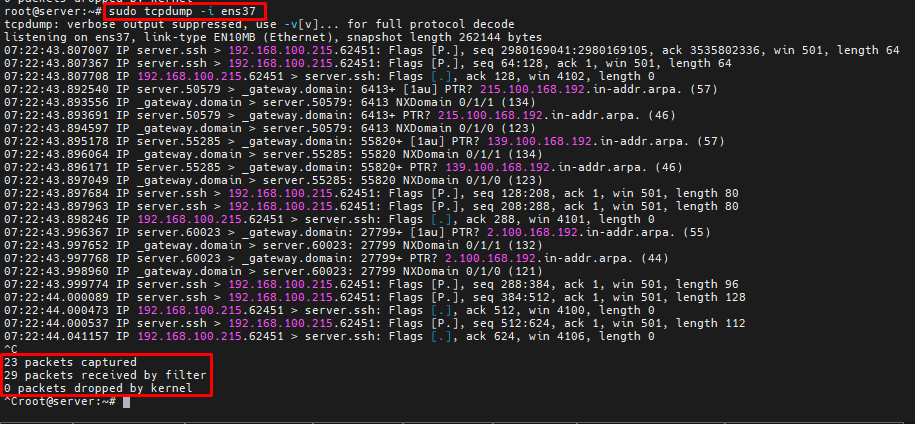 0 packets dropped by kernel
root@server:~# sudo tcpdump -i ens37
tcpdump: verbose output suppressed, use -v[v]... for full protocol decode
listening on ens37, link-type EN10MB (Ethernet), snapshot length 262144 bytes
07:22:43.807007 IP server.ssh > 192.168.100.215.62451: Flags [P.], seq 2980169041:2980169105, ack 3535802336, win 501, length 64
07:22:43.807367 IP server.ssh > 192.168.100.215.62451: Flags [P.], seq 64:128, ack 1, win 501, length 64
07:22:43.807708 IP 192.168.100.215.62451 > server.ssh: Flags [.], ack 128, win 4102, length 0
07:22:43.892540 IP server.50579 > _gateway.domain: 6413+ [1au] PTR? 215.100.168.192.in-addr.arpa. (57)
07:22:43.893556 IP _gateway.domain > server.50579: 6413 NXDomain 0/1/1 (134)
07:22:43.893691 IP server.50579 > _gateway.domain: 6413+ PTR? 215.100.168.192.in-addr.arpa. (46)
07:22:43.894597 IP _gateway.domain > server.50579: 6413 NXDomain 0/1/0 (123)
07:22:43.895178 IP server.55285 > _gateway.domain: 55820+ [1au] PTR? 139.100.168.192.in-addr.arpa. (57)
07:22:43.896064 IP _gateway.domain > server.55285: 55820 NXDomain 0/1/1 (134)
07:22:43.896171 IP server.55285 > _gateway.domain: 55820+ PTR? 139.100.168.192.in-addr.arpa. (46)
07:22:43.897049 IP _gateway.domain > server.55285: 55820 NXDomain 0/1/0 (123)
07:22:43.897684 IP server.ssh > 192.168.100.215.62451: Flags [P.], seq 128:208, ack 1, win 501, length 80
07:22:43.897963 IP server.ssh > 192.168.100.215.62451: Flags [P.], seq 208:288, ack 1, win 501, length 80
07:22:43.898246 IP 192.168.100.215.62451 > server.ssh: Flags [.], ack 288, win 4101, length 0
07:22:43.996367 IP server.60023 > _gateway.domain: 27799+ [1au] PTR? 2.100.168.192.in-addr.arpa. (55)
07:22:43.997652 IP _gateway.domain > server.60023: 27799 NXDomain 0/1/1 (132)
07:22:43.997768 IP server.60023 > _gateway.domain: 27799+ PTR? 2.100.168.192.in-addr.arpa. (44)
07:22:43.998960 IP _gateway.domain > server.60023: 27799 NXDomain 0/1/0 (121)
07:22:43.999774 IP server.ssh > 192.168.100.215.62451: Flags [P.], seq 288:384, ack 1, win 501, length 96
07:22:44.000089 IP server.ssh > 192.168.100.215.62451: Flags [P.], seq 384:512, ack 1, win 501, length 128
07:22:44.000473 IP 192.168.100.215.62451 > server.ssh: Flags [.], ack 512, win 4100, length 0
07:22:44.000537 IP server.ssh > 192.168.100.215.62451: Flags [P.], seq 512:624, ack 1, win 501, length 112
07:22:44.041157 IP 192.168.100.215.62451 > server.ssh: Flags [.], ack 624, win 4106, length 0
^C
23 packets captured
29 packets received by filter
0 packets dropped by kernel
^Croot@server:~#